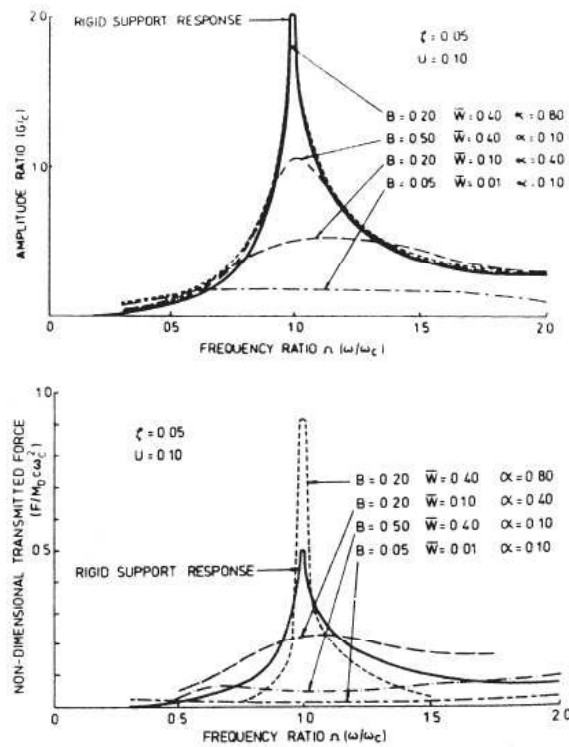 2.0
RIGID SUPPORT RESPONSE
ζ = 0.05
U = 0.10
B = 0.20 W̅ = 0.40 α = 0.80
B = 0.50 W̅ = 0.40 α = 0.10
B = 0.20 W̅ = 0.10 α = 0.40
B = 0.05 W̅ = 0.01 α = 0.10
AMPLITUDE RATIO (G/c)
1.0
0 0.5 1.0 1.5 2.0
FREQUENCY RATIO Ω (ω/ωc)
1.0
ζ = 0.05
U = 0.10
B = 0.20 W̅ = 0.40 α = 0.80
B = 0.20 W̅ = 0.10 α = 0.40
B = 0.50 W̅ = 0.40 α = 0.10
B = 0.05 W̅ = 0.01 α = 0.10
NON-DIMENSIONAL TRANSMITTED FORCE
(F/MDcωc²)
0.5
RIGID SUPPORT RESPONSE
0 0.5 1.0 1.5 2.0
FREQUENCY RATIO Ω (ω/ωc)